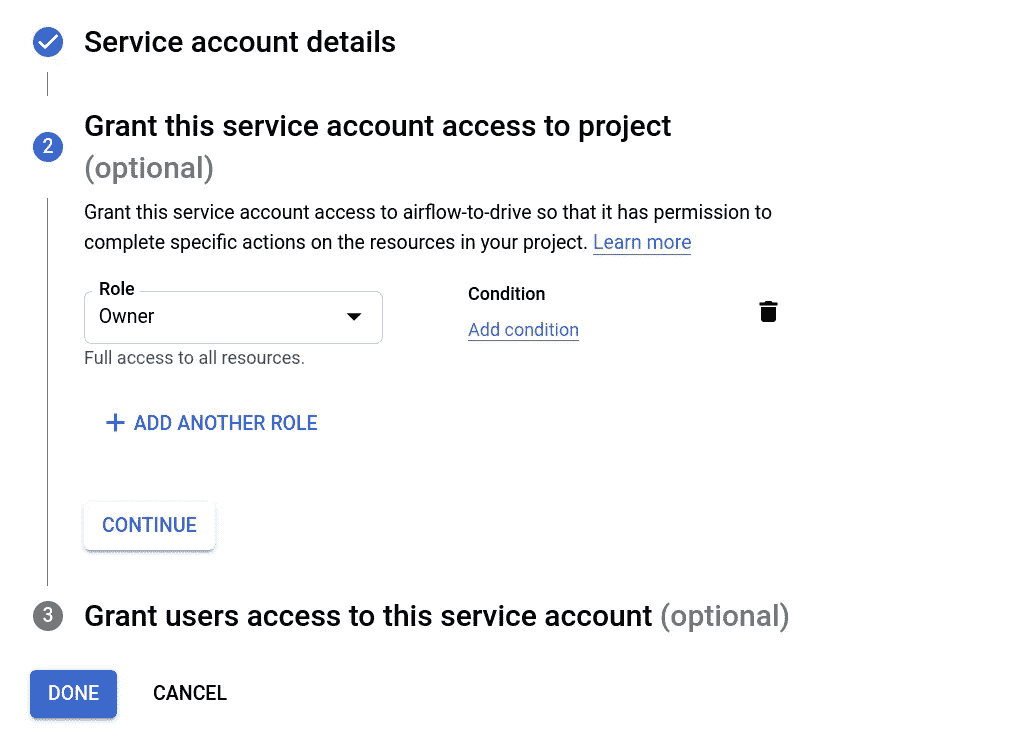 Service account details
2
Grant this service account access to project
(optional)
Grant this service account access to airflow-to-drive so that it has permission to
complete specific actions on the resources in your project. Learn more
Role
Owner
Condition
Add condition
Full access to all resources.
+ ADD ANOTHER ROLE
CONTINUE
3
Grant users access to this service account (optional)
DONE
CANCEL